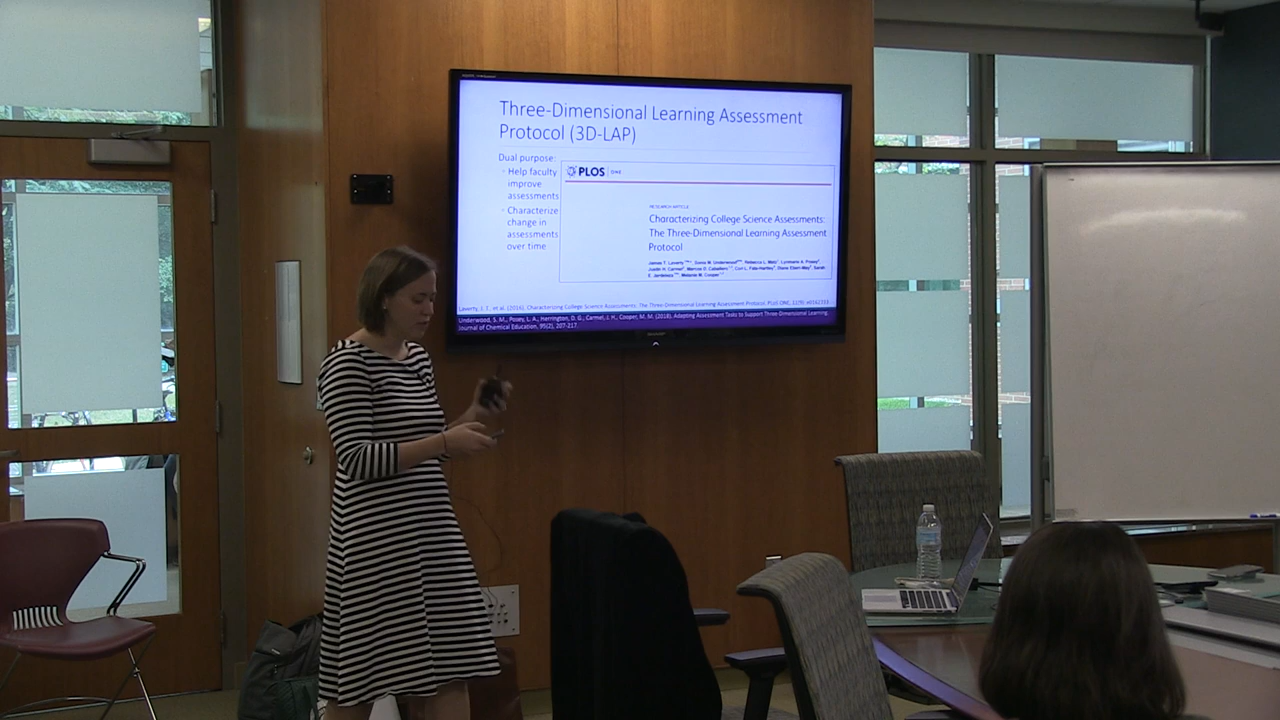 Three-Dimensional Learning Assessment
Protocol (3D-LAP)
Dual purpose:
Help faculty
improve
assessments
Characterize
change in
assessments
over time
PLOS ONE
RESEARCH ARTICLE
Characterizing College Science Assessments:
The Three-Dimensional Learning Assessment
Protocol
Laverty, J. T., et al. (2016). Characterizing College Science Assessments: The Three-Dimensional Learning Assessment Protocol. PLoS ONE, 11(9)
Underwood, S. M., Posey, L. A., Herrington, D. G., Carmel, J. H., Cooper, M. M. (2018). Adapting Assessment Tasks to Support Three-Dimensional Learning.
Journal of Chemical Education, 95(2), 207-217.